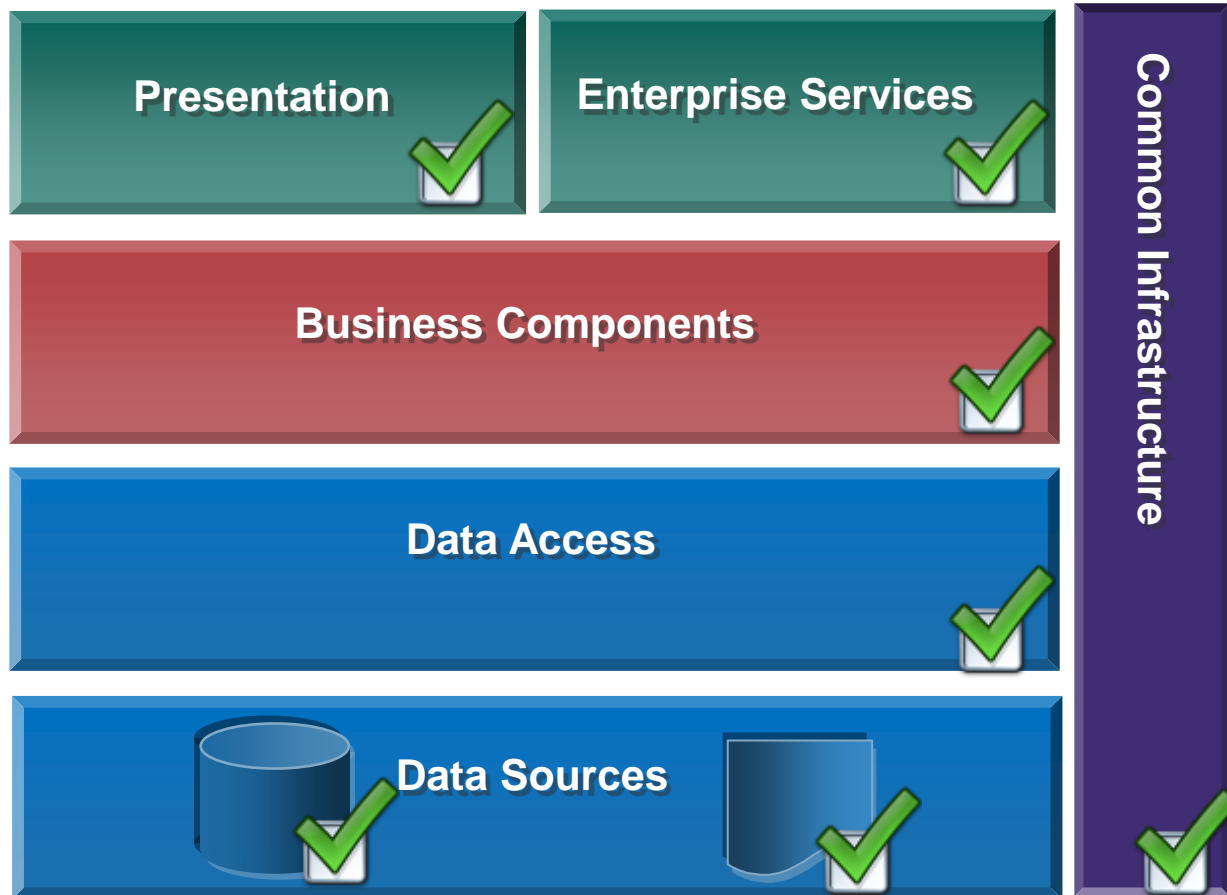 Presentation
Enterprise Services
Common Infrastructure
Business Components
Data Access
Data Sources